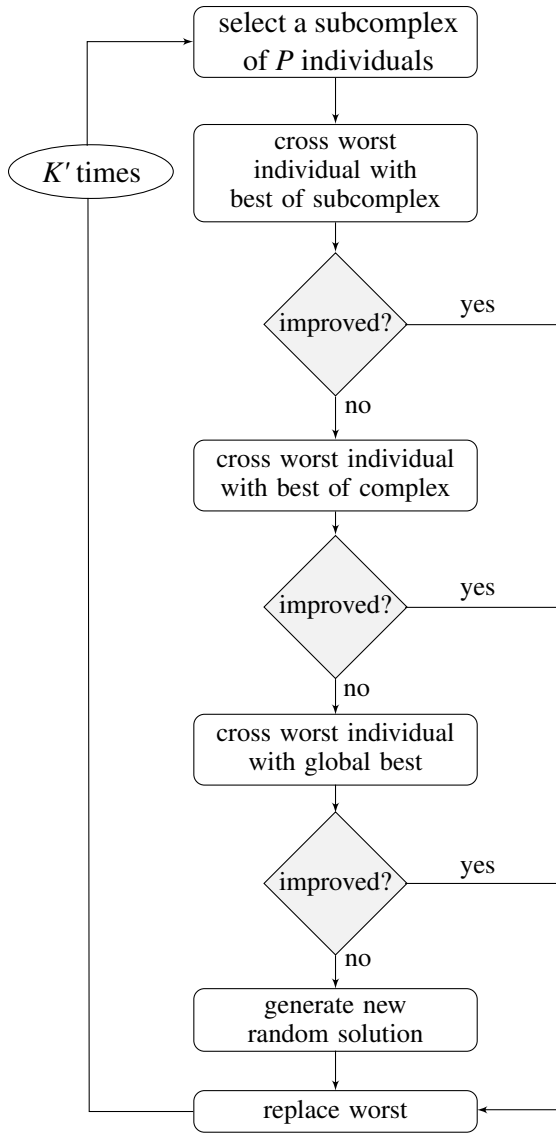 select a subcomplex
of P individuals
K' times
cross worst
individual with
best of subcomplex
improved?
yes
no
cross worst individual
with best of complex
improved?
yes
no
cross worst individual
with global best
improved?
yes
no
generate new
random solution
replace worst